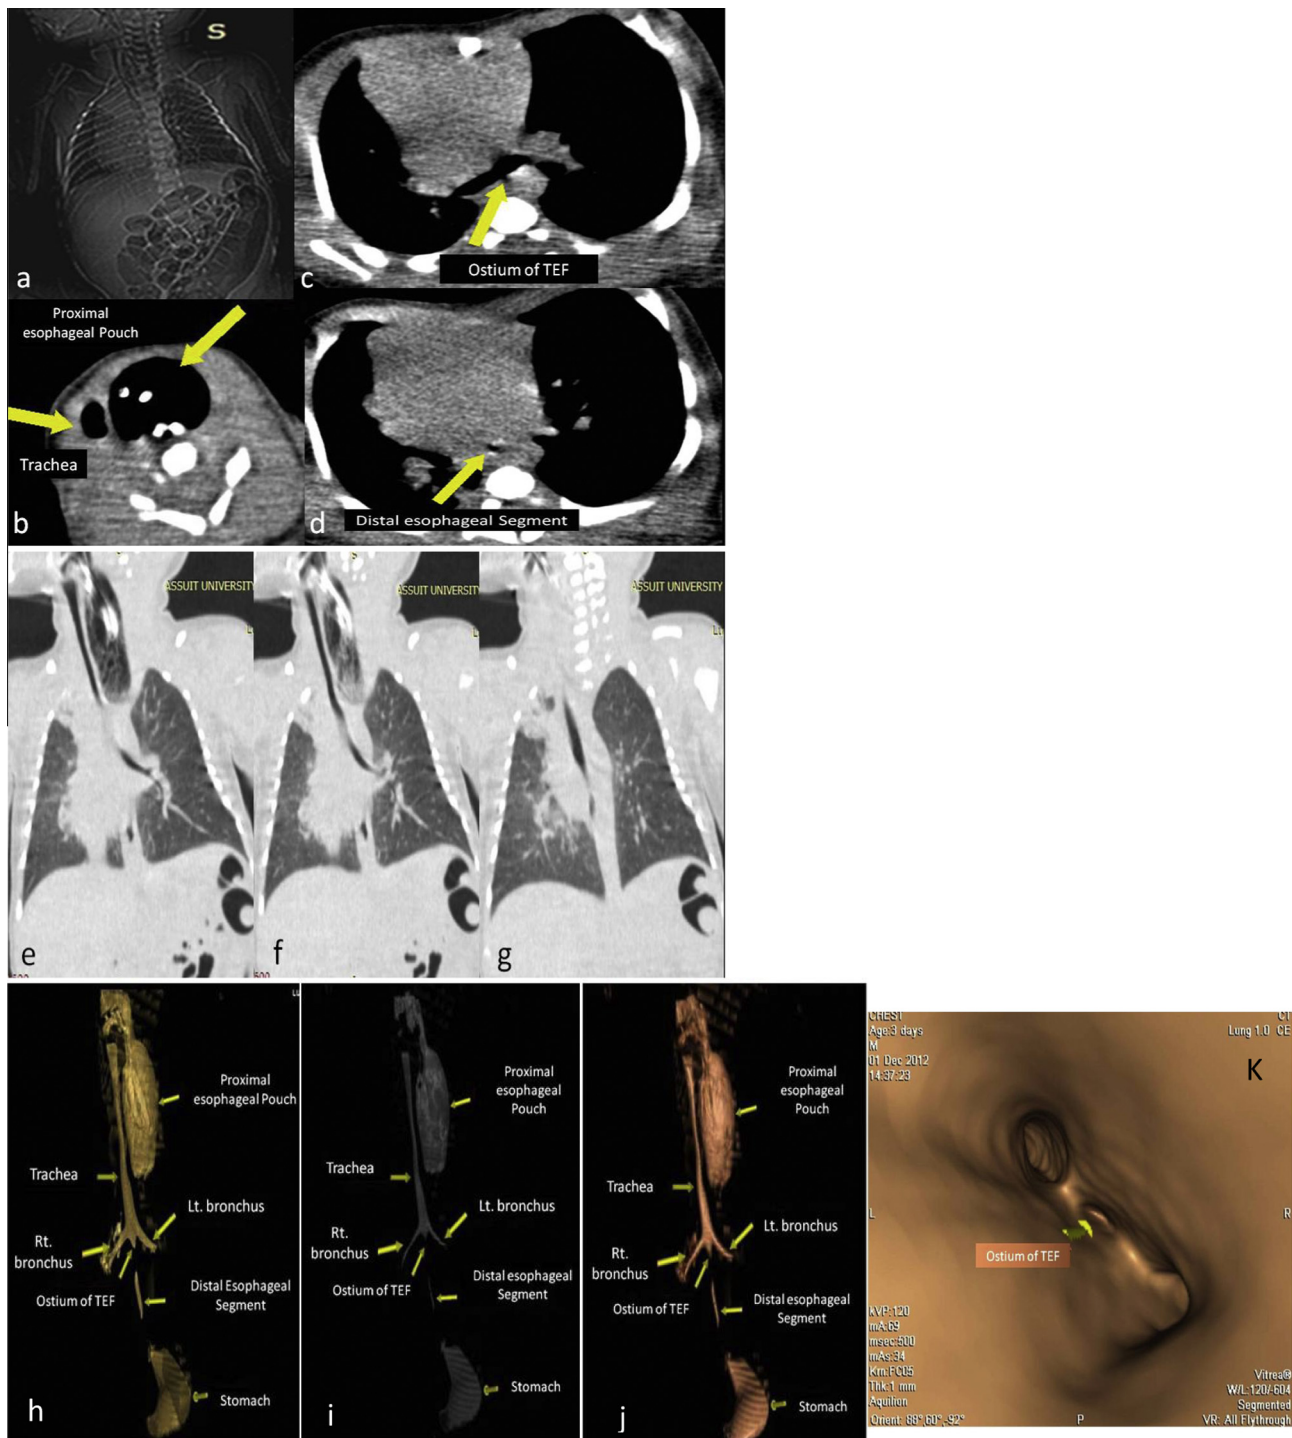 S
a
Ostium of TEF
c
Proximal
esophageal Pouch
Trachea
b
Distal esophageal Segment
d
ASSUIT UNIVERSITY
e
ASSUIT UNIVERSITY
f
ASSUIT UNIVERSITY
g
Proximal
esophageal Pouch
Trachea
Lt. bronchus
Rt.
bronchus
Ostium of TEF
Distal Esophageal
Segment
Stomach
h
Proximal
esophageal
Pouch
Trachea
Lt. bronchus
Rt.
bronchus
Ostium of TEF
Distal esophageal
Segment
Stomach
i
Proximal
esophageal
Pouch
Trachea
Lt. bronchus
Rt.
bronchus
Ostium of TEF
Distal esophageal
Segment
Stomach
j
CHEST
Age:3 days
M
01 Dec 2012
14:37:23
CT
Lung 1.0 CE
K
L
R
Ostium of TEF
kVP:120
mA:69
msec:500
mAs:34
Krn:FC05
Thk:1 mm
Aquilion
Orient: 88°,60°,-92°
P
Vitrea®
W/L:120/-604
Segmented
VR: All Flythrough